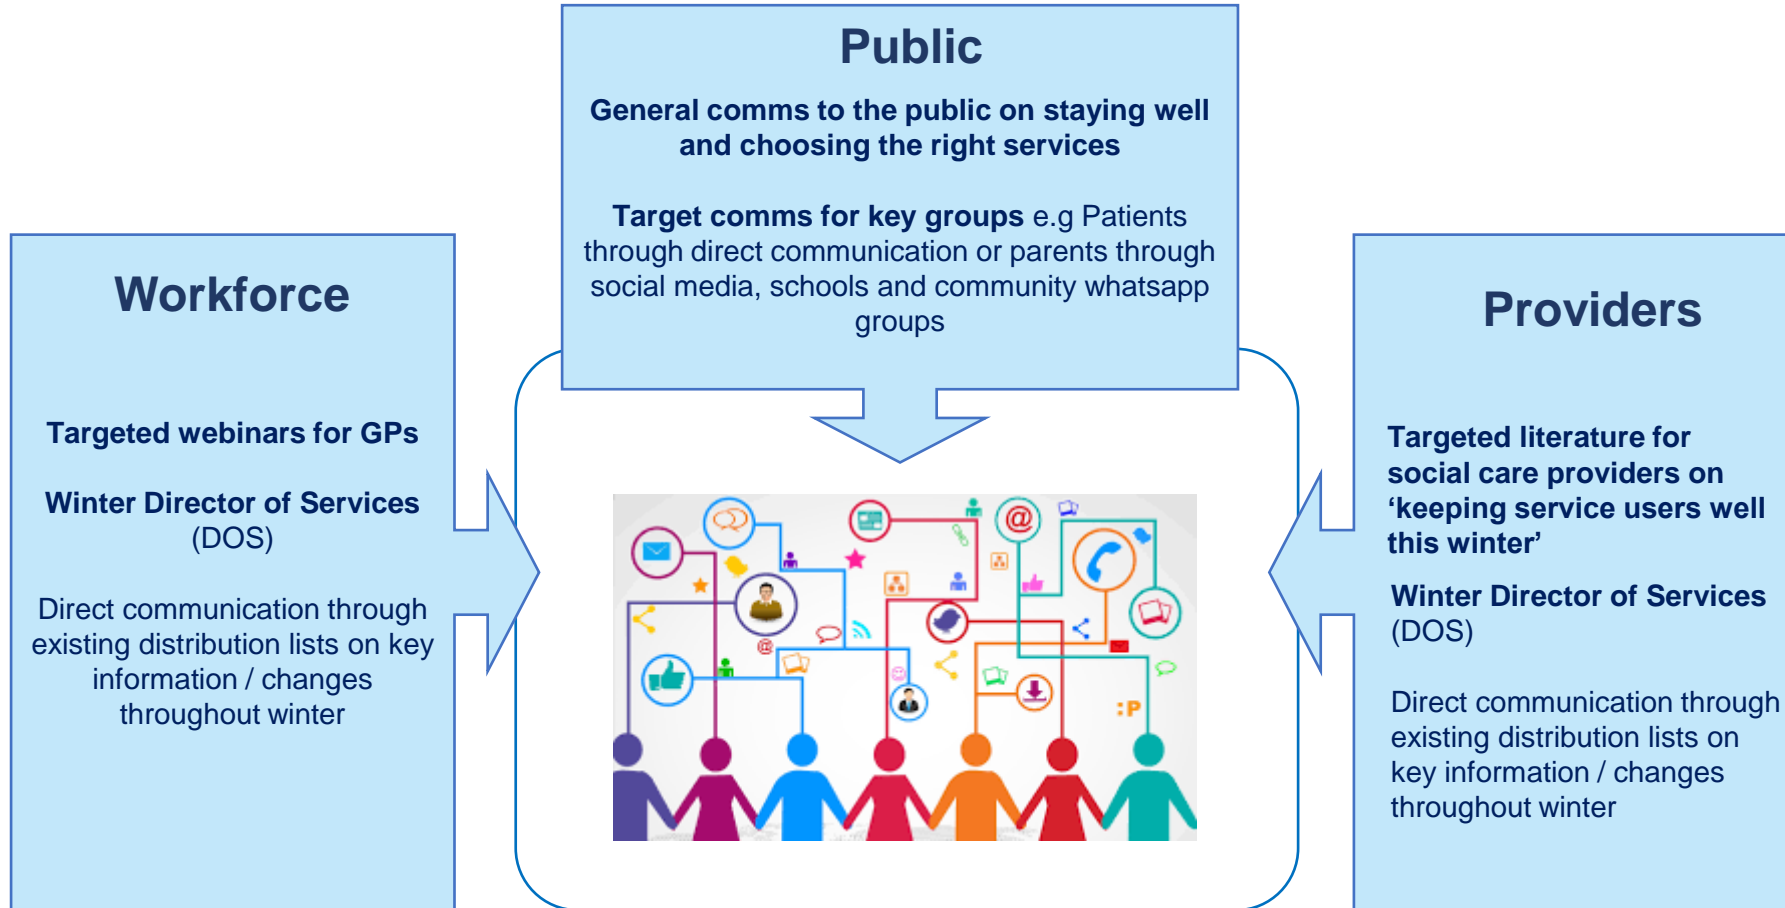 Public
General comms to the public on staying well
and choosing the right services
Target comms for key groups e.g Patients
through direct communication or parents through
social media, schools and community whatsapp
groups
Workforce
Targeted webinars for GPs
Winter Director of Services
(DOS)
Direct communication through
existing distribution lists on key
information / changes
throughout winter
Providers
Targeted literature for
social care providers on
‘keeping service users well
this winter’
Winter Director of Services
(DOS)
Direct communication through
existing distribution lists on
key information / changes
throughout winter
@
@
:P